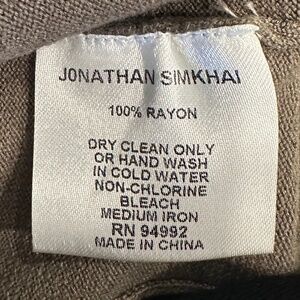 JONATHAN SIMKHAI
100% RAYON
DRY CLEAN ONLY
OR HAND WASH
IN COLD WATER
NON-CHLORINE
BLEACH
MEDIUM IRON
RN 94992
MADE IN CHINA